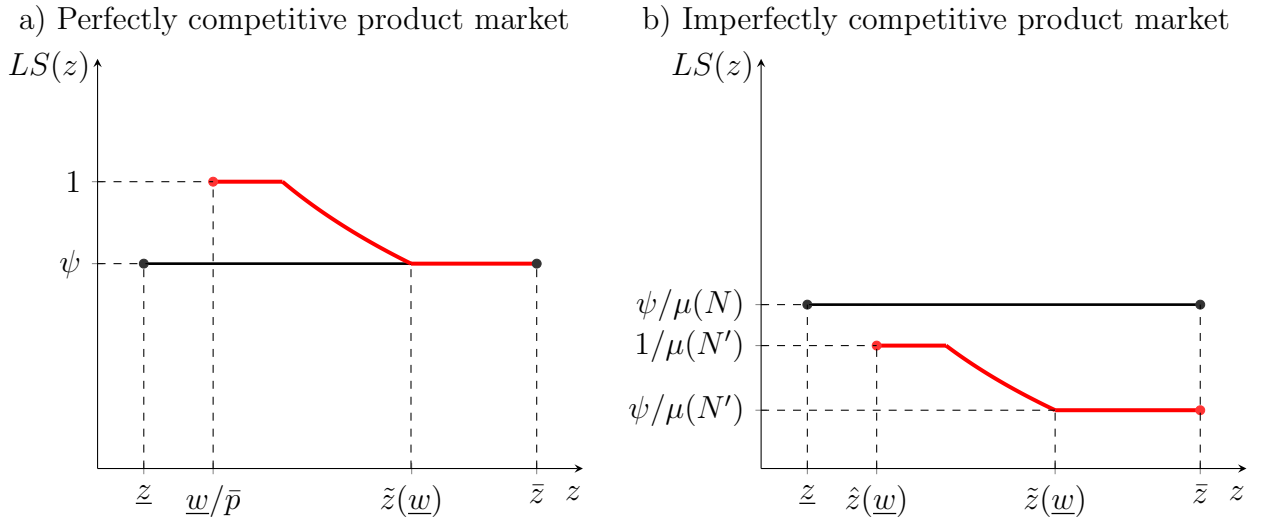 a) Perfectly competitive product market
LS(z)
1
ψ
z̲
w̲/p̄
z̃(w̲)
z̄
z
b) Imperfectly competitive product market
LS(z)
ψ/μ(N)
1/μ(N′)
ψ/μ(N′)
z̲
ẑ(w̲)
z̃(w̲)
z̄
z